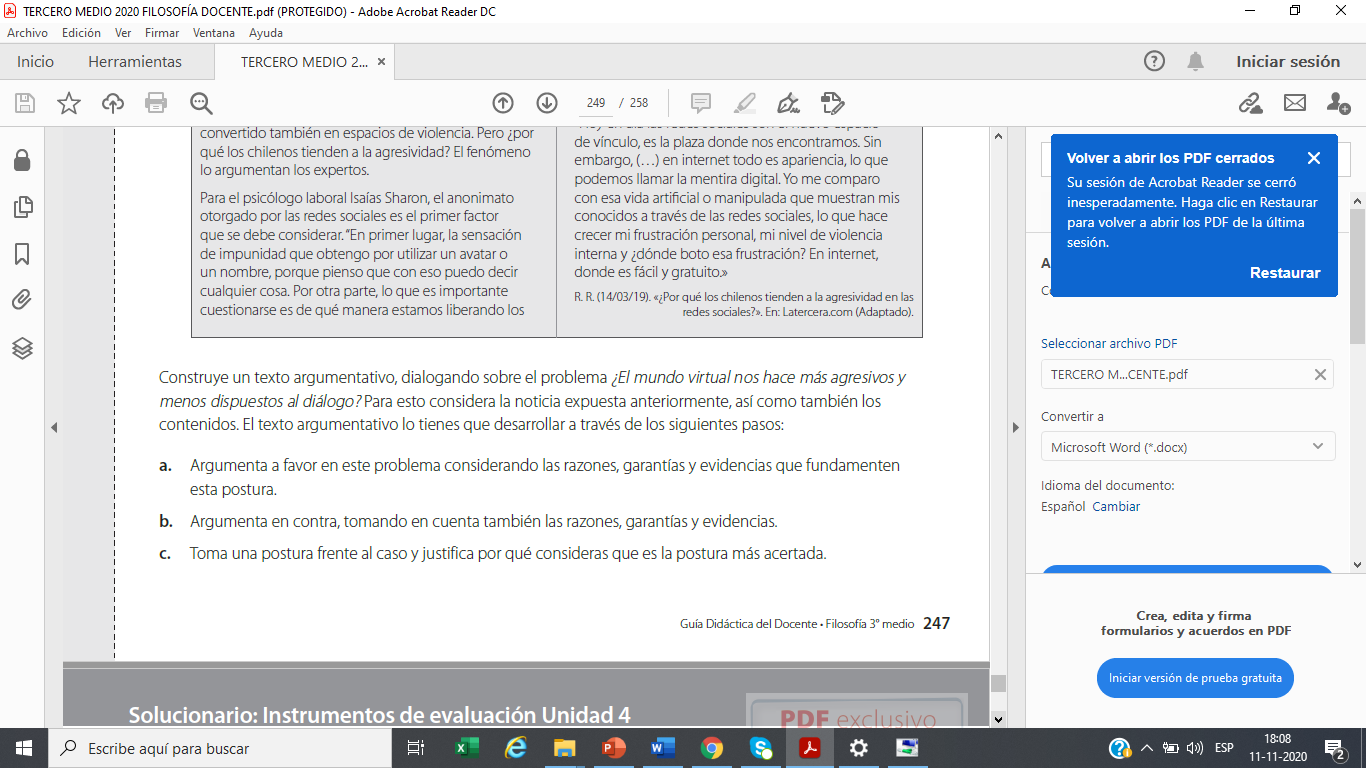 TERCERO MEDIO 2020 FILOSOFÍA DOCENTE.pdf (PROTEGIDO) - Adobe Acrobat Reader DC
Archivo Edición Ver Firmar Ventana Ayuda
Inicio Herramientas TERCERO MEDIO 2... × Iniciar sesión
249 / 258
convertido también en espacios de violencia. Pero ¿por
qué los chilenos tienden a la agresividad? El fenómeno
lo argumentan los expertos.
Para el psicólogo laboral Isaías Sharon, el anonimato
otorgado por las redes sociales es el primer factor
que se debe considerar. “En primer lugar, la sensación
de impunidad que obtengo por utilizar un avatar o
un nombre, porque pienso que con eso puedo decir
cualquier cosa. Por otra parte, lo que es importante
cuestionarse es de qué manera estamos liberando los
de vínculo, es la plaza donde nos encontramos. Sin
embargo, (…) en internet todo es apariencia, lo que
podemos llamar la mentira digital. Yo me comparo
con esa vida artificial o manipulada que muestran mis
conocidos a través de las redes sociales, lo que hace
crecer mi frustración personal, mi nivel de violencia
interna y ¿dónde boto esa frustración? En internet,
donde es fácil y gratuito.»
R. R. (14/03/19). «¿Por qué los chilenos tienden a la agresividad en las
redes sociales?». En: Latercera.com (Adaptado).
Construye un texto argumentativo, dialogando sobre el problema ¿El mundo virtual nos hace más agresivos y
menos dispuestos al diálogo? Para esto considera la noticia expuesta anteriormente, así como también los
contenidos. El texto argumentativo lo tienes que desarrollar a través de los siguientes pasos:
a. Argumenta a favor en este problema considerando las razones, garantías y evidencias que fundamenten
esta postura.
b. Argumenta en contra, tomando en cuenta también las razones, garantías y evidencias.
c. Toma una postura frente al caso y justifica por qué consideras que es la postura más acertada.
Guía Didáctica del Docente • Filosofía 3° medio 247
Solucionario: Instrumentos de evaluación Unidad 4
PDF exclusivo
Volver a abrir los PDF cerrados
Su sesión de Acrobat Reader se cerró
inesperadamente. Haga clic en Restaurar
para volver a abrir los PDF de la última
sesión.
Restaurar
Seleccionar archivo PDF
TERCERO M...CENTE.pdf
Convertir a
Microsoft Word (*.docx)
Idioma del documento:
Español Cambiar
Crea, edita y firma
formularios y acuerdos en PDF
Iniciar versión de prueba gratuita
Escribe aquí para buscar
ESP
18:08
11-11-2020
2